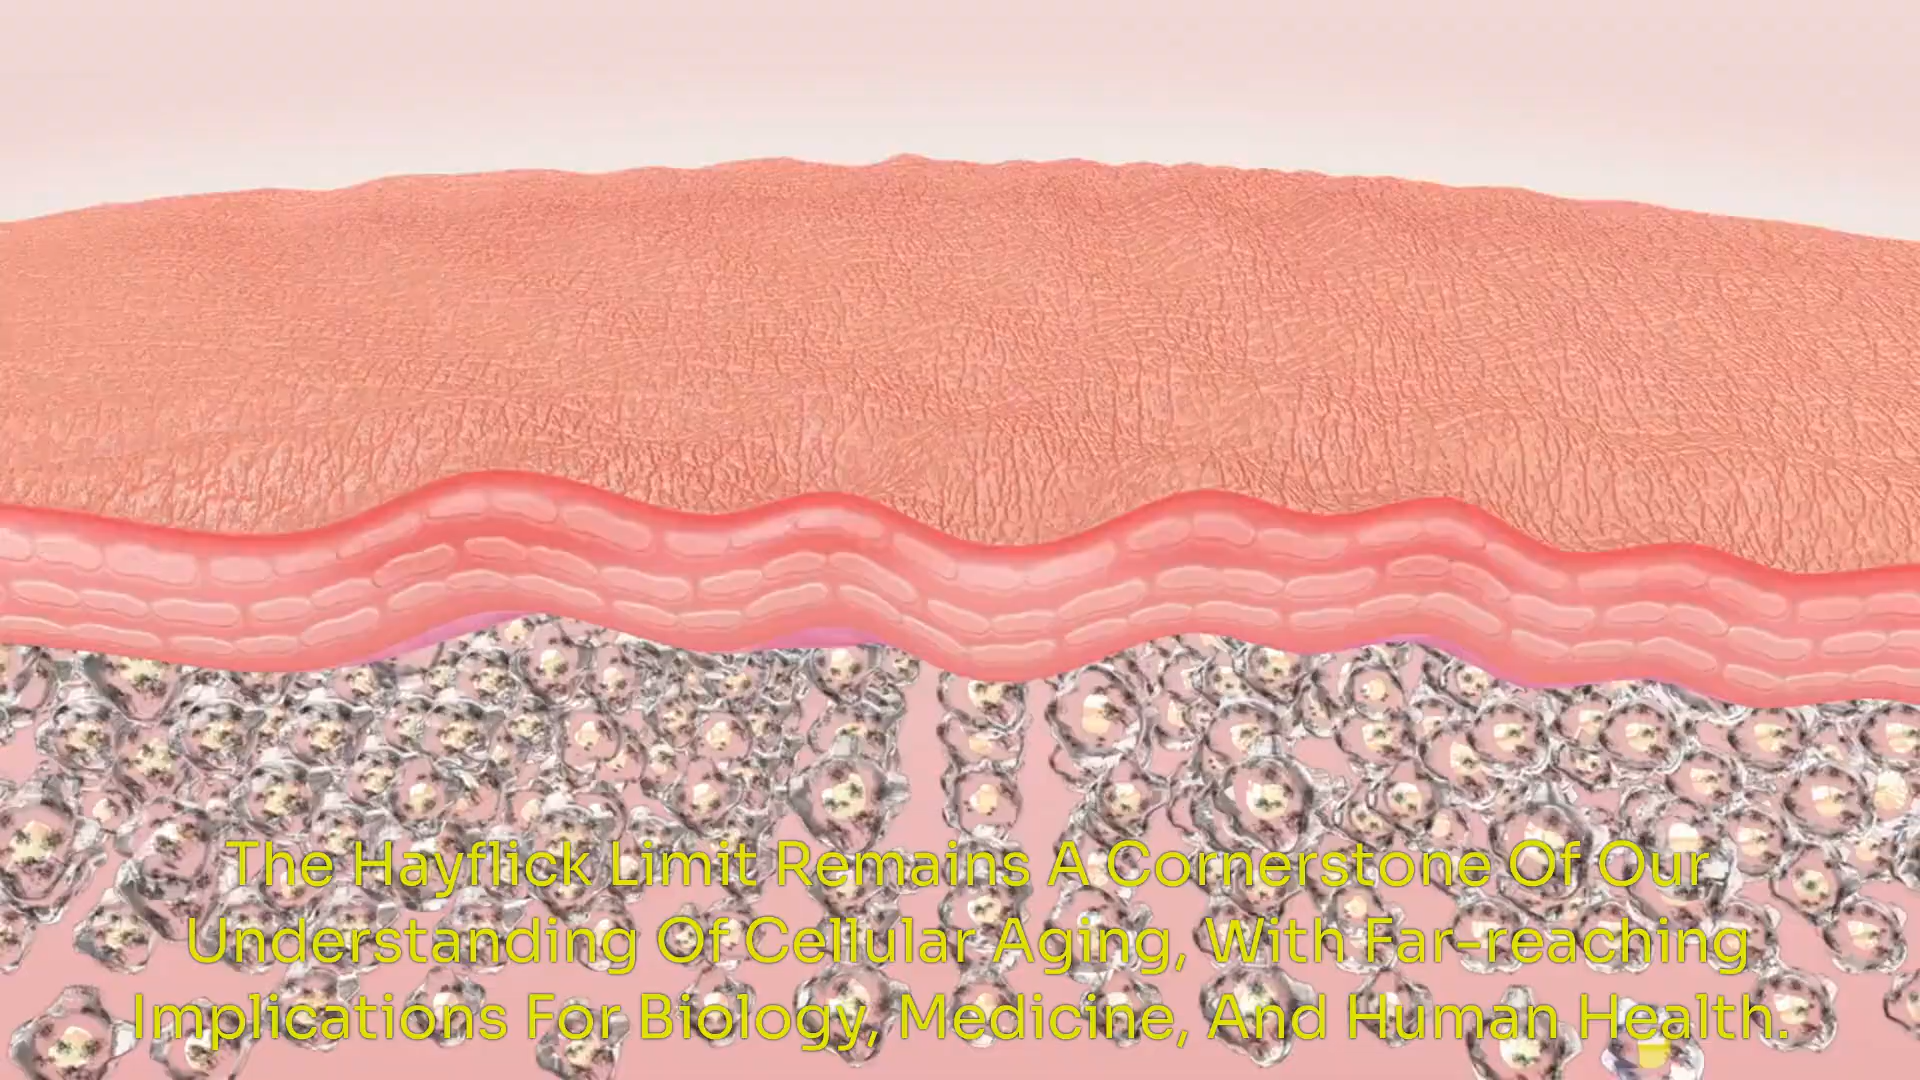 The Hayflick Limit Remains A Cornerstone Of Our
Understanding Of Cellular Aging, With Far-reaching
Implications For Biology, Medicine, And Human Health.